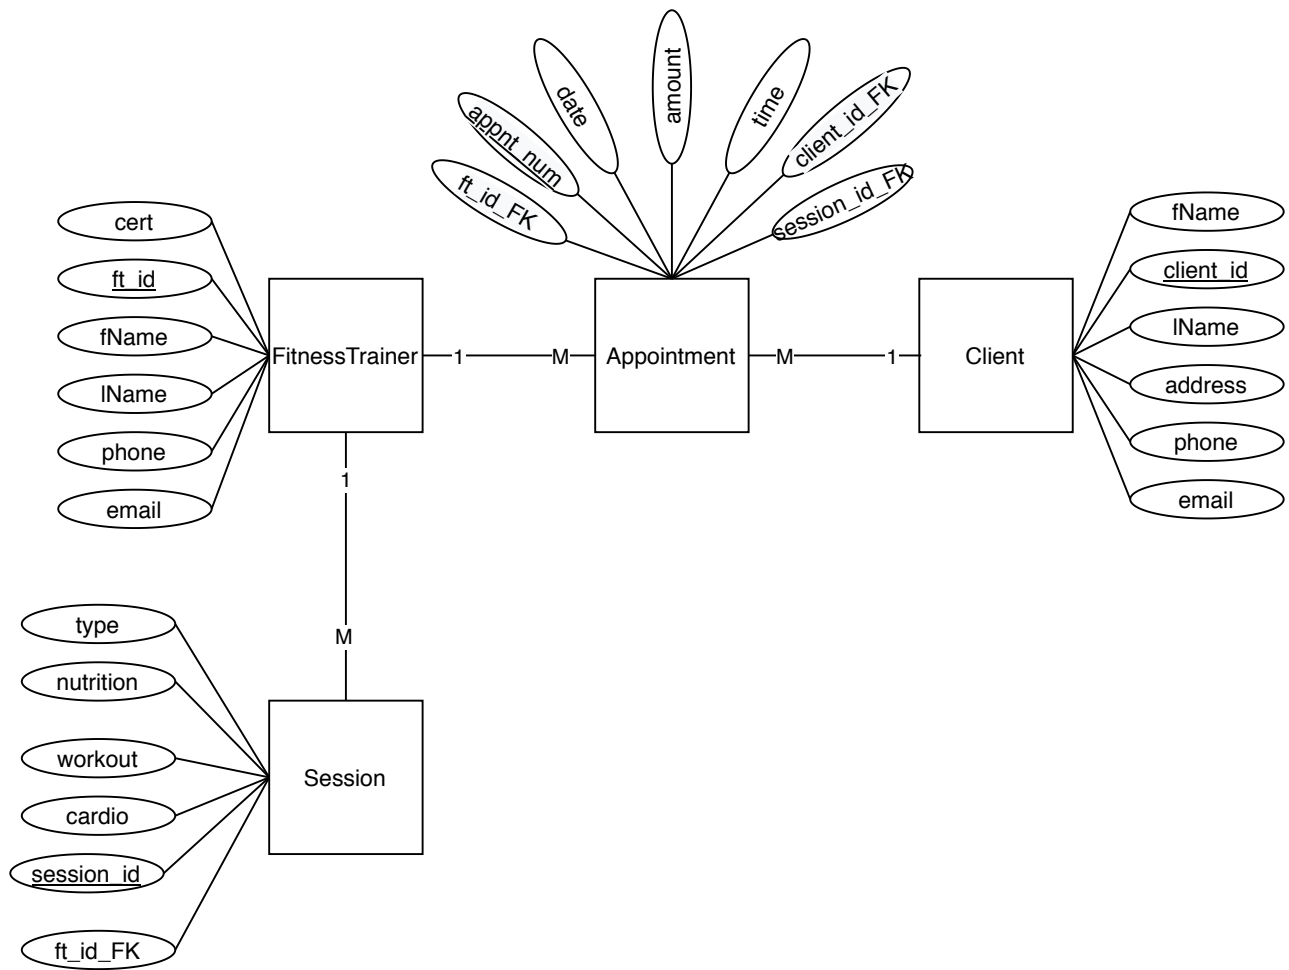 amount
date
time
appnt_num
client_id_FK
ft_id_FK
session_id_FK
cert
ft_id
fName
lName
phone
email
FitnessTrainer
1
M
Appointment
M
1
Client
fName
client_id
lName
address
phone
email
1
M
type
nutrition
workout
cardio
session_id
ft_id_FK
Session